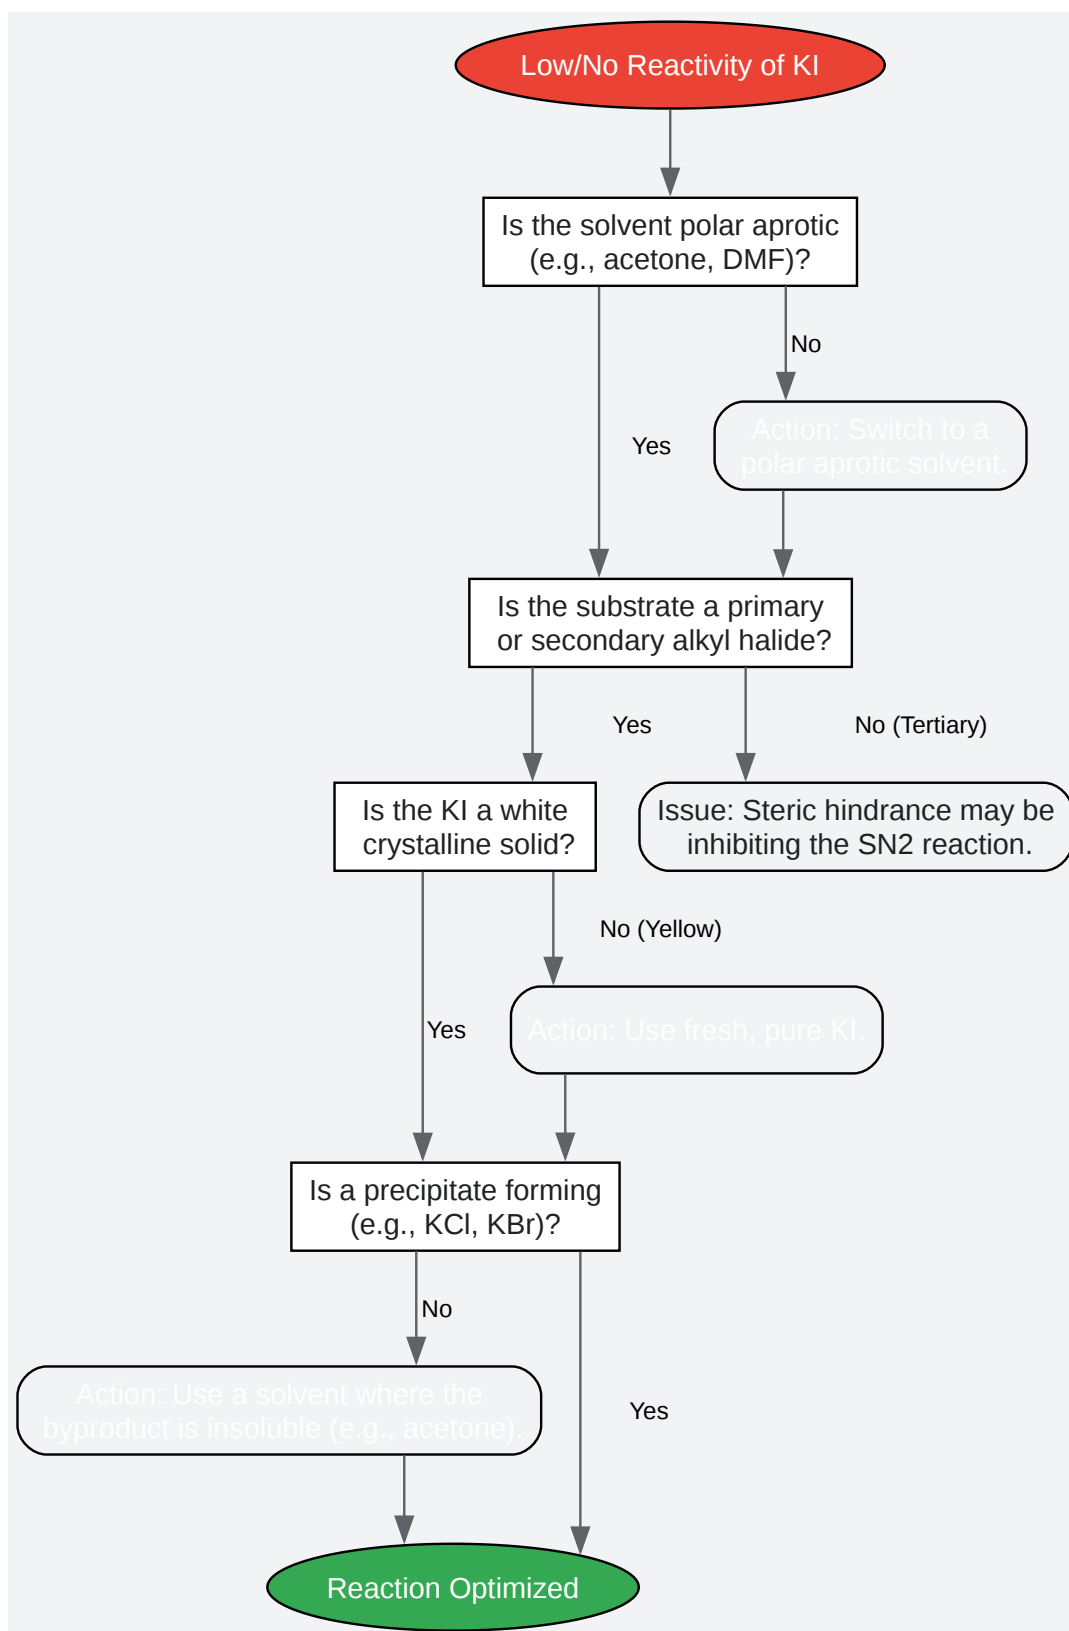 Low/No Reactivity of KI
Is the solvent polar aprotic
(e.g., acetone, DMF)?
No
Yes
Action: Switch to a
polar aprotic solvent.
Is the substrate a primary
or secondary alkyl halide?
Yes
No (Tertiary)
Is the KI a white
crystalline solid?
Issue: Steric hindrance may be
inhibiting the SN2 reaction.
No (Yellow)
Yes
Action: Use fresh, pure KI.
Is a precipitate forming
(e.g., KCl, KBr)?
No
Action: Use a solvent where the
byproduct is insoluble (e.g., acetone).
Yes
Reaction Optimized